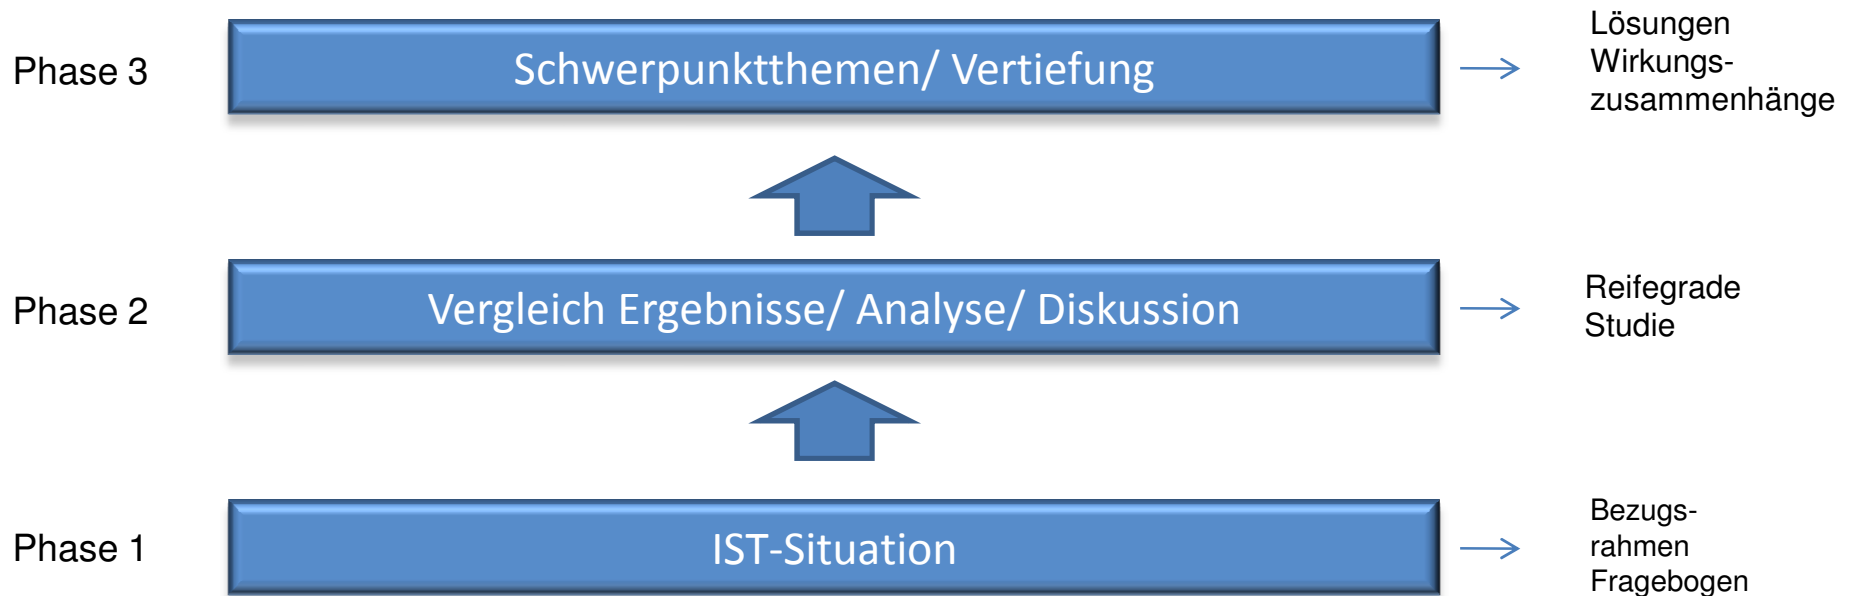 Phase 3
Schwerpunktthemen/ Vertiefung
Lösungen
Wirkungs-
zusammenhänge
Phase 2
Vergleich Ergebnisse/ Analyse/ Diskussion
Reifegrade
Studie
Phase 1
IST-Situation
Bezugs-
rahmen
Fragebogen